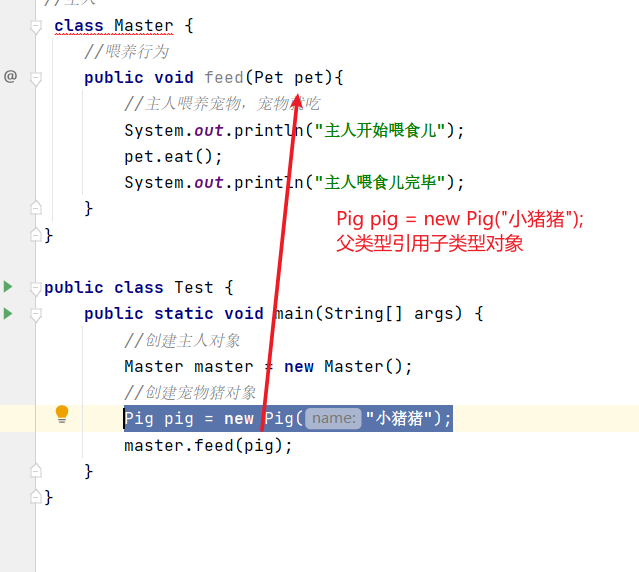 //主人
class Master {
//喂养行为
@
public void feed(Pet pet){
//主人喂养宠物，宠物就吃
System.out.println("主人开始喂食儿");
pet.eat();
System.out.println("主人喂食儿完毕");
}
Pig pig = new Pig("小猪猪");
父类型引用子类型对象
}
public class Test {
public static void main(String[] args) {
//创建主人对象
Master master = new Master();
//创建宠物猪对象
Pig pig = new Pig( name: "小猪猪");
master.feed(pig);
}
}